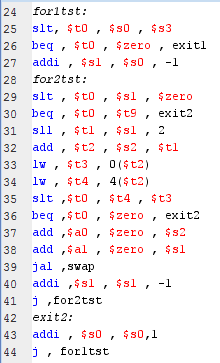 24 for1tst:
25 slt, $t0 , $s0 , $s3
26 beq , $t0 , $zero , exit1
27 addi , $s1 , $s0 , -1
28 for2tst:
29 slt , $t0 , $s1 , $zero
30 beq , $t0 , $t9 , exit2
31 sll , $t1 , $s1 , 2
32 add , $t2 , $s2 , $t1
33 lw , $t3 , 0($t2)
34 lw , $t4 , 4($t2)
35 slt ,$t0 , $t4 , $t3
36 beq ,$t0 , $zero , exit2
37 add ,$a0 , $zero , $s2
38 add ,$a1 , $zero , $s1
39 jal ,swap
40 addi ,$s1 , $s1 , -1
41 j ,for2tst
42 exit2:
43 addi , $s0 , $s0,1
44 j , for1tst